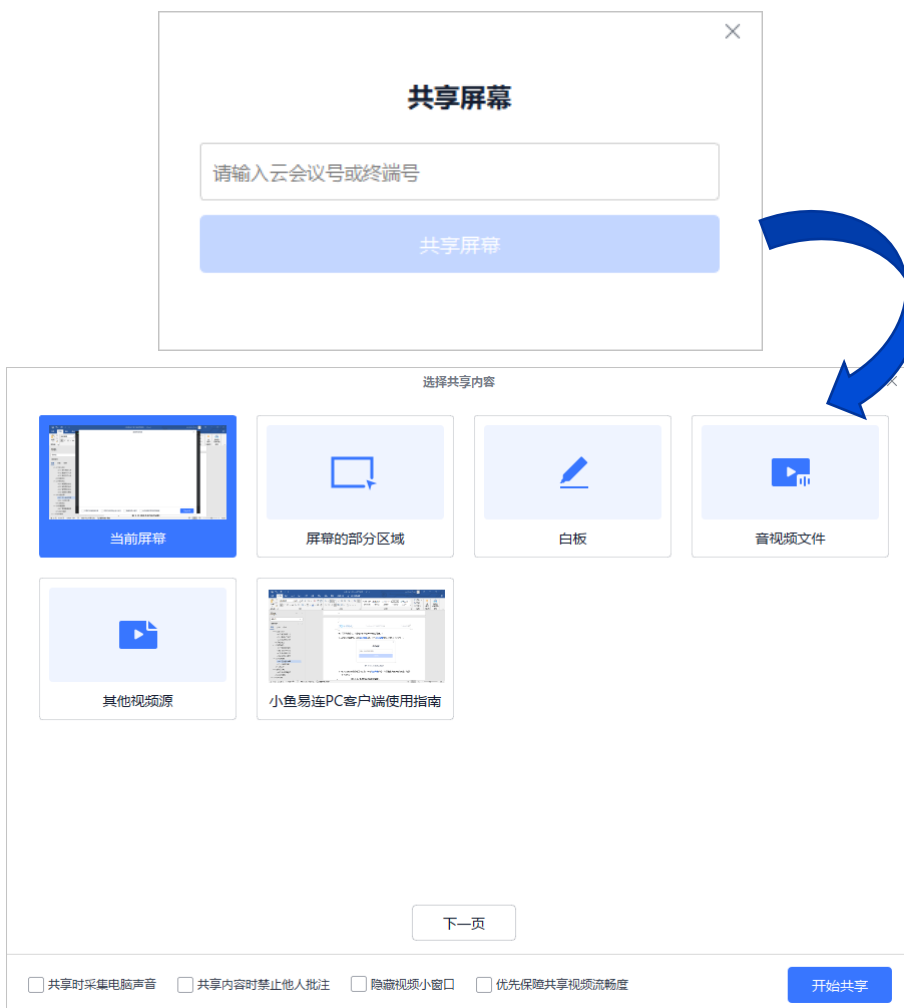 共享屏幕
请输入云会议号或终端号
共享屏幕
选择共享内容
当前屏幕
屏幕的部分区域
白板
音视频文件
其他视频源
小鱼易连PC客户端使用指南
下一页
共享时采集电脑声音
共享内容时禁止他人批注
隐藏视频小窗口
优先保障共享视频流畅度
开始共享